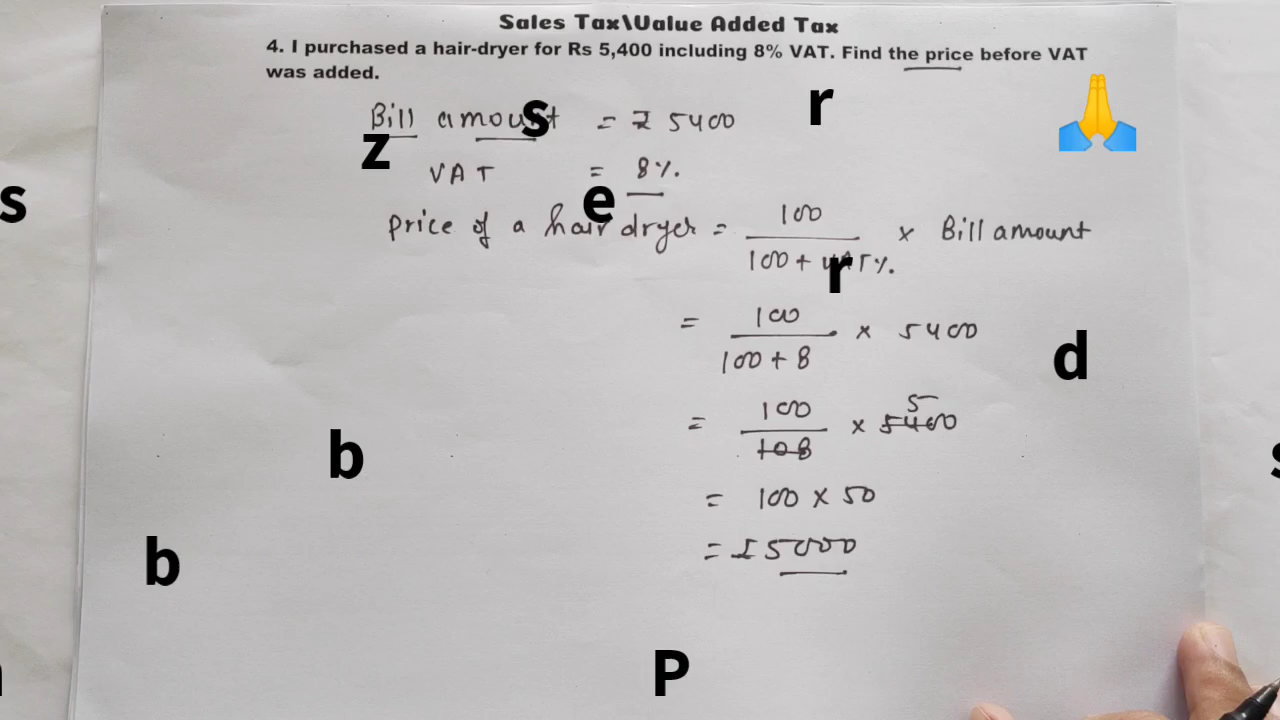 Sales Tax\Value Added Tax
4. I purchased a hair-dryer for Rs 5,400 including 8% VAT. Find the price before VAT
was added.
Bill amount = ₹ 5400
VAT = 8%.
Price of a hair dryer = 100 / 100 + VAT%. × Bill amount
= 100 / 100 + 8 × 5400
= 100 / 108 × 5400 5
= 100 × 50
= ₹ 5000
s
r
z
s
e
r
d
b
s
b
P